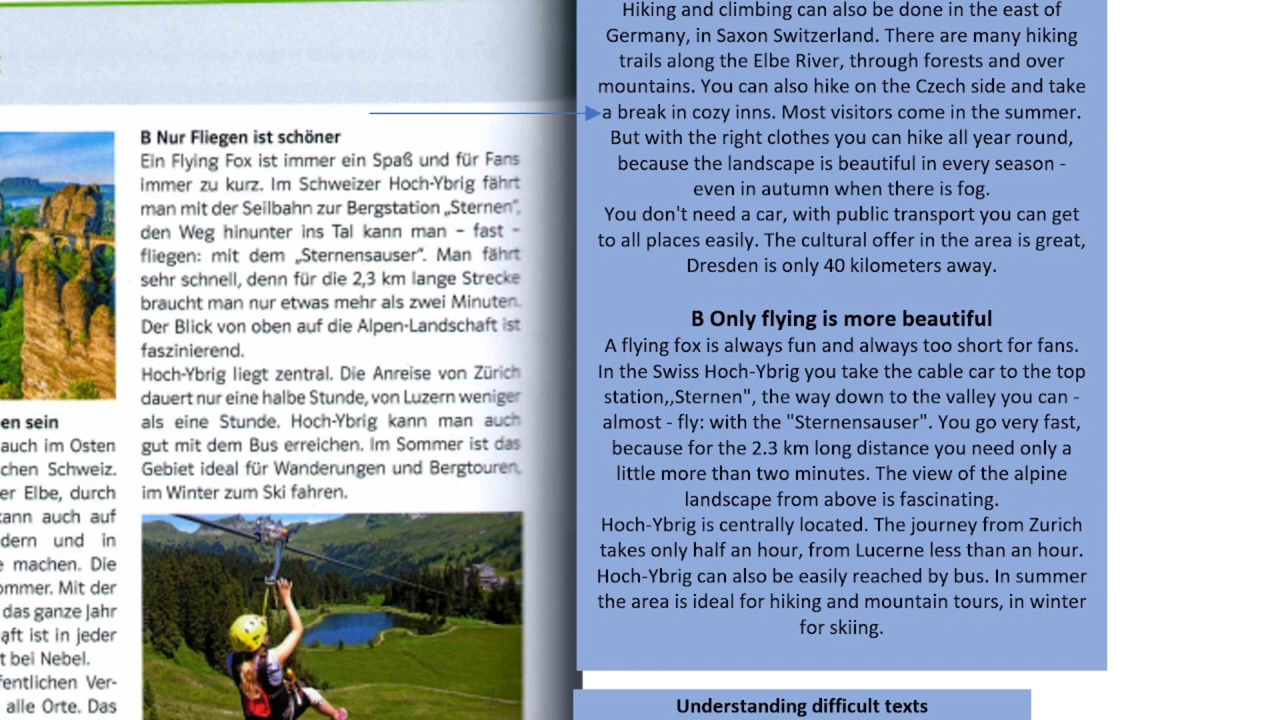 en sein
auch im Osten
chen Schweiz.
er Elbe, durch
ann auch auf
dern und in
e machen. Die
ommer. Mit der
das ganze Jahr
aft ist in jeder
t bei Nebel.
fentlichen Ver-
alle Orte. Das
B Nur Fliegen ist schöner
Ein Flying Fox ist immer ein Spaß und für Fans
immer zu kurz. Im Schweizer Hoch-Ybrig fährt
man mit der Seilbahn zur Bergstation „Sternen",
den Weg hinunter ins Tal kann man – fast –
fliegen: mit dem „Sternensauser". Man fährt
sehr schnell, denn für die 2,3 km lange Strecke
braucht man nur etwas mehr als zwei Minuten.
Der Blick von oben auf die Alpen-Landschaft ist
faszinierend.
Hoch-Ybrig liegt zentral. Die Anreise von Zürich
dauert nur eine halbe Stunde, von Luzern weniger
als eine Stunde. Hoch-Ybrig kann man auch
gut mit dem Bus erreichen. Im Sommer ist das
Gebiet ideal für Wanderungen und Bergtouren,
im Winter zum Ski fahren.
Hiking and climbing can also be done in the east of
Germany, in Saxon Switzerland. There are many hiking
trails along the Elbe River, through forests and over
mountains. You can also hike on the Czech side and take
a break in cozy inns. Most visitors come in the summer.
But with the right clothes you can hike all year round,
because the landscape is beautiful in every season -
even in autumn when there is fog.
You don't need a car, with public transport you can get
to all places easily. The cultural offer in the area is great,
Dresden is only 40 kilometers away.
B Only flying is more beautiful
A flying fox is always fun and always too short for fans.
In the Swiss Hoch-Ybrig you take the cable car to the top
station,,Sternen", the way down to the valley you can -
almost - fly: with the "Sternensauser". You go very fast,
because for the 2.3 km long distance you need only a
little more than two minutes. The view of the alpine
landscape from above is fascinating.
Hoch-Ybrig is centrally located. The journey from Zurich
takes only half an hour, from Lucerne less than an hour.
Hoch-Ybrig can also be easily reached by bus. In summer
the area is ideal for hiking and mountain tours, in winter
for skiing.
Understanding difficult texts